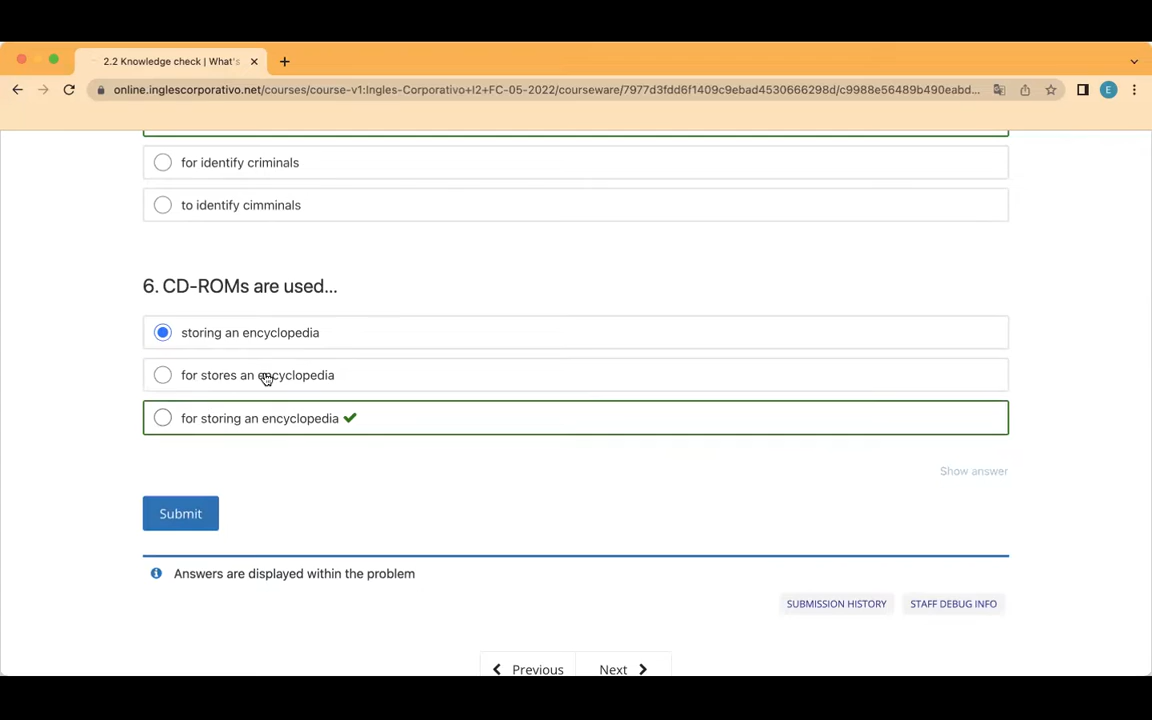 2.2 Knowledge check | What's
online.inglescorporativo.net/courses/course-v1:Ingles-Corporativo+I2+FC-05-2022/courseware/7977d3fdd6f1409c9ebad4530666298d/c9988e56489b490eabd...
E
for identify criminals
to identify cimminals
6. CD-ROMs are used...
storing an encyclopedia
for stores an encyclopedia
for storing an encyclopedia
Show answer
Submit
Answers are displayed within the problem
SUBMISSION HISTORY
STAFF DEBUG INFO
Previous
Next